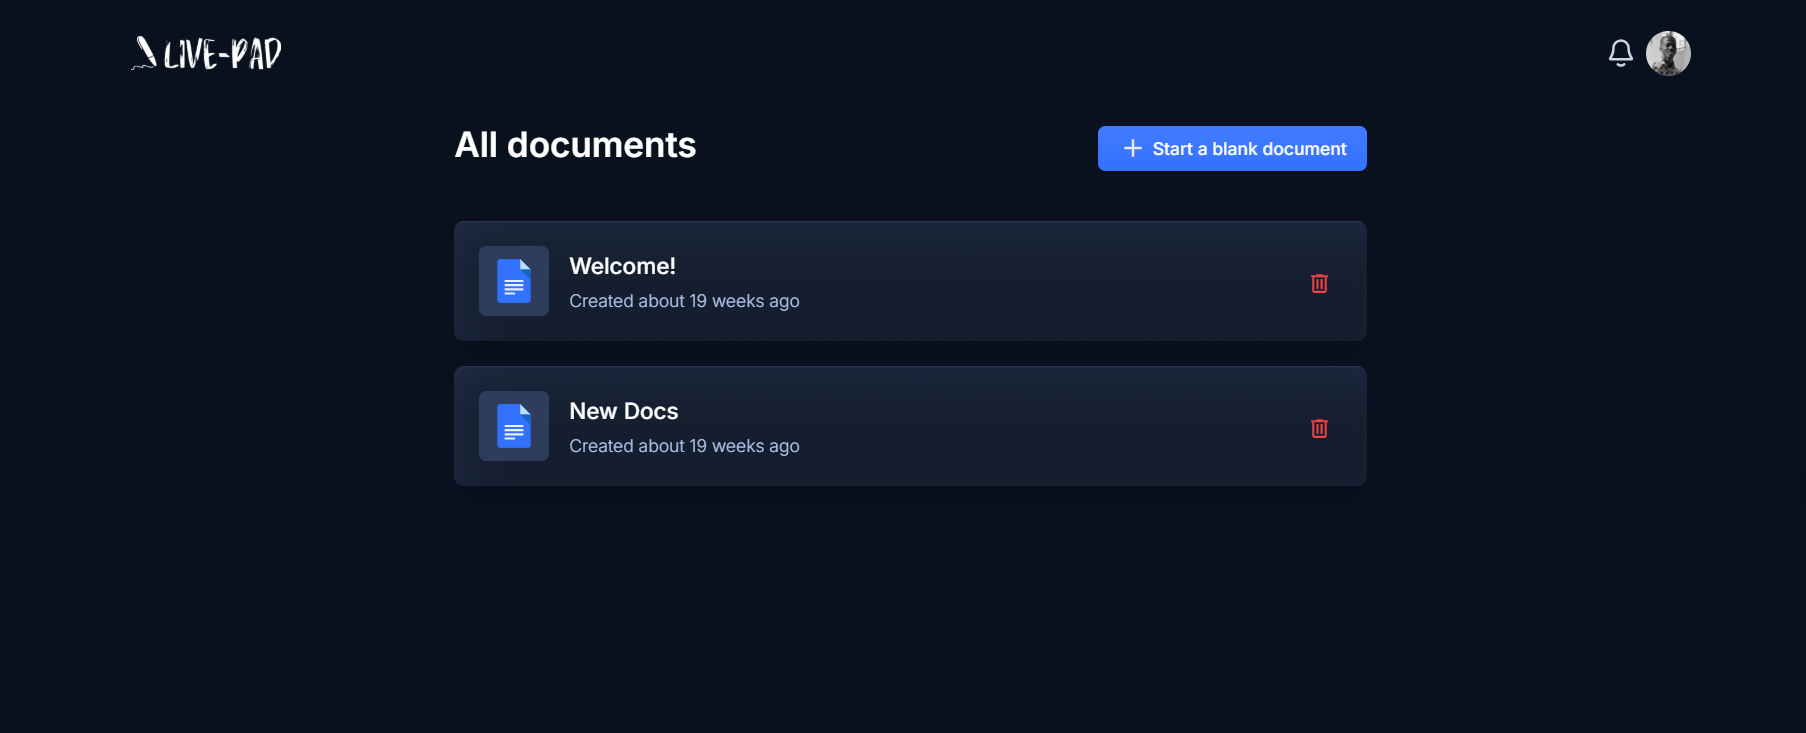 LIVE-PAD
All documents
Start a blank document
Welcome!
Created about 19 weeks ago
New Docs
Created about 19 weeks ago